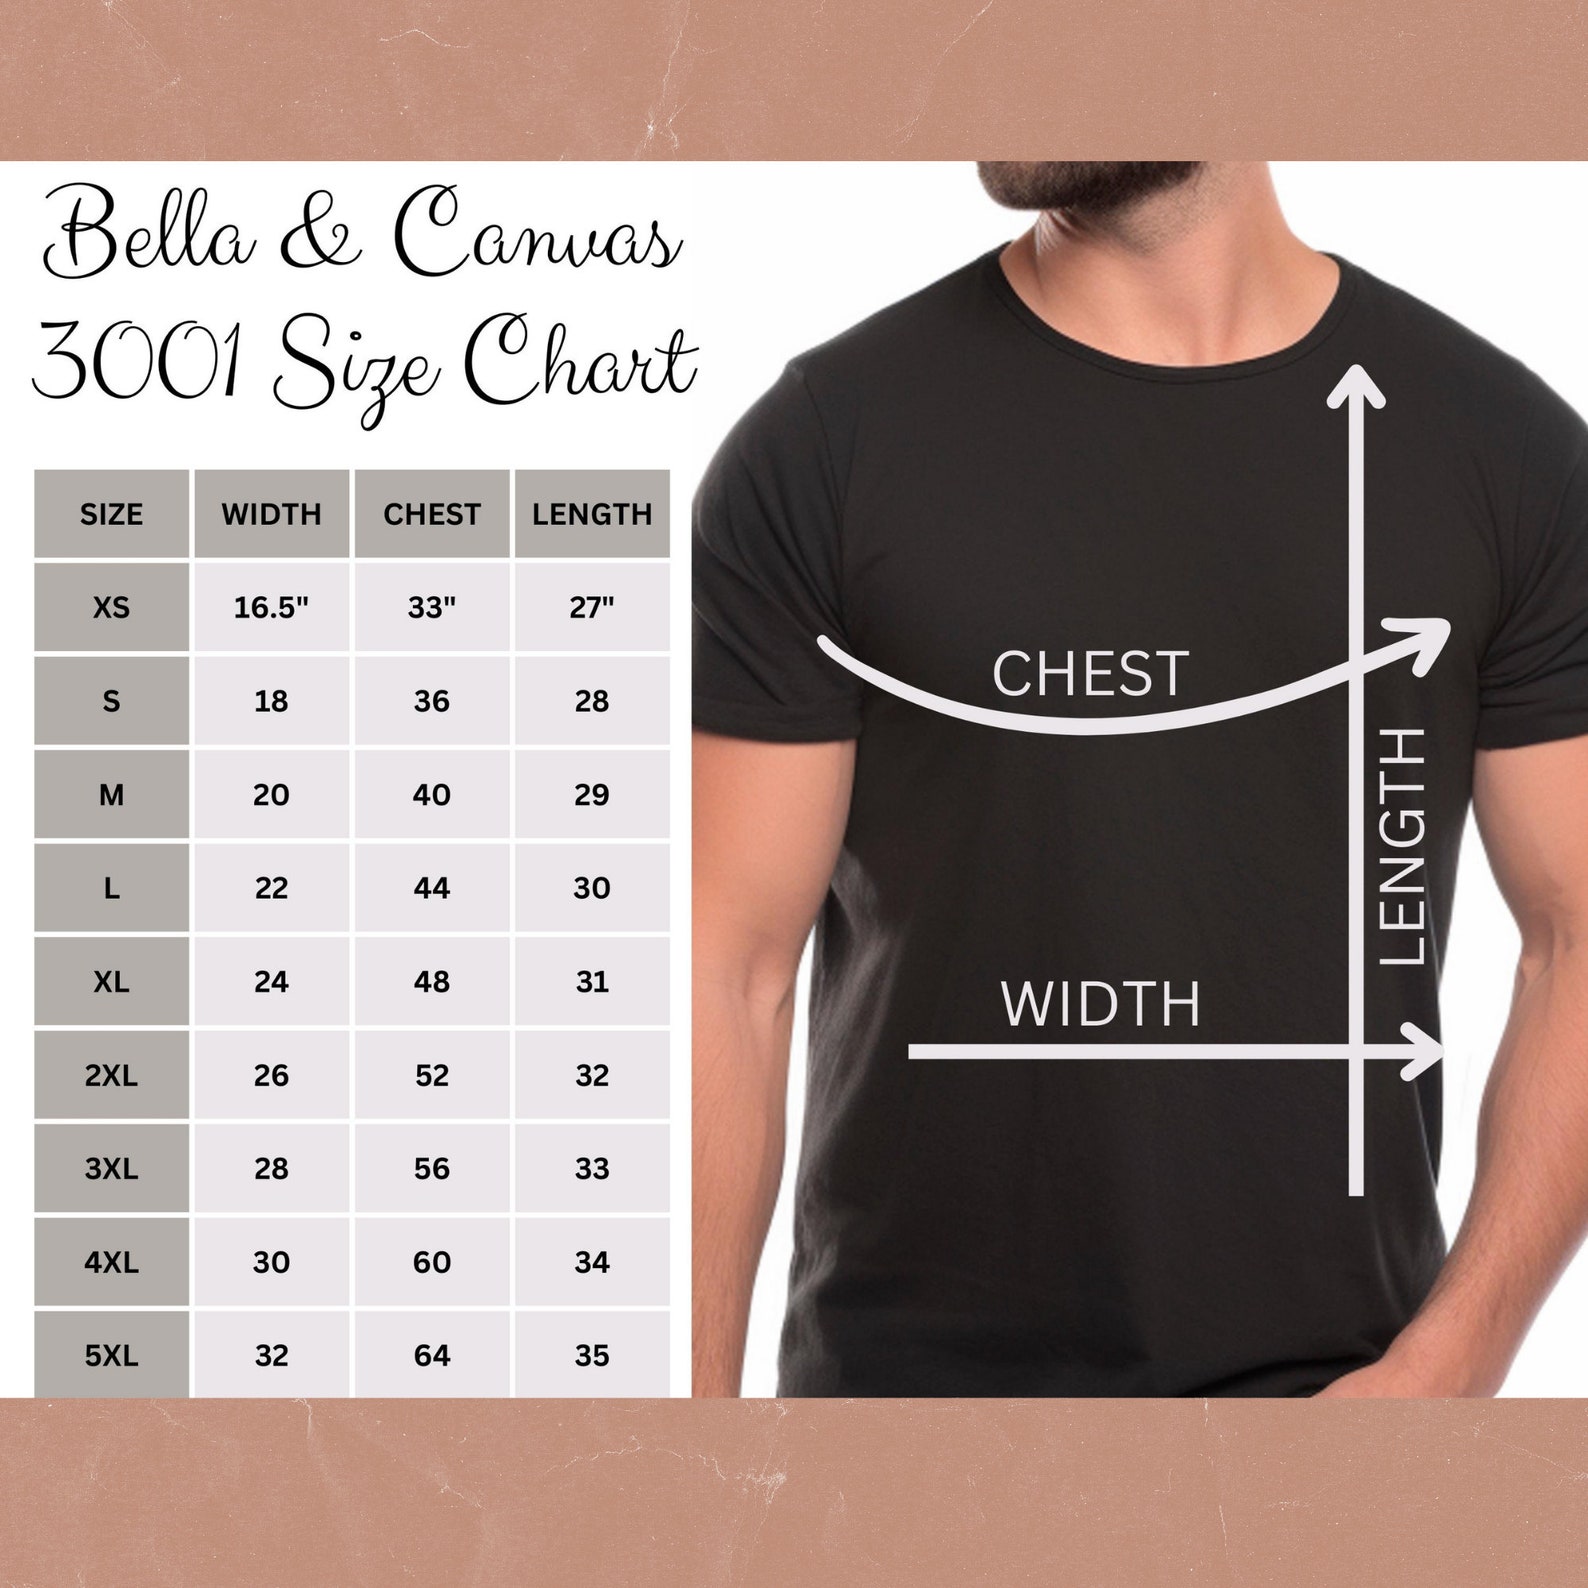 Bella & Canvas
3001 Size Chart
SIZE WIDTH CHEST LENGTH
XS 16.5" 33" 27"
S 18 36 28
M 20 40 29
L 22 44 30
XL 24 48 31
2XL 26 52 32
3XL 28 56 33
4XL 30 60 34
5XL 32 64 35
CHEST
LENGTH
WIDTH